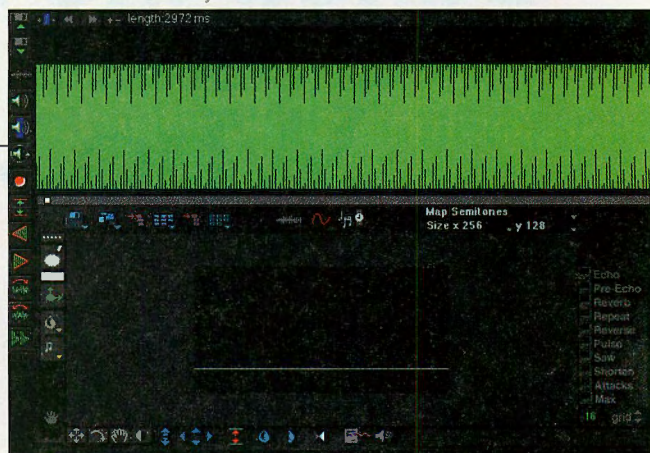 length:2972 ms
Map Semitones
Size x 256 y 128
Echo
Pre-Echo
Reverb
Repeat
Reverse
Pulse
Saw
Shorten
Attacks
Max
16 grid